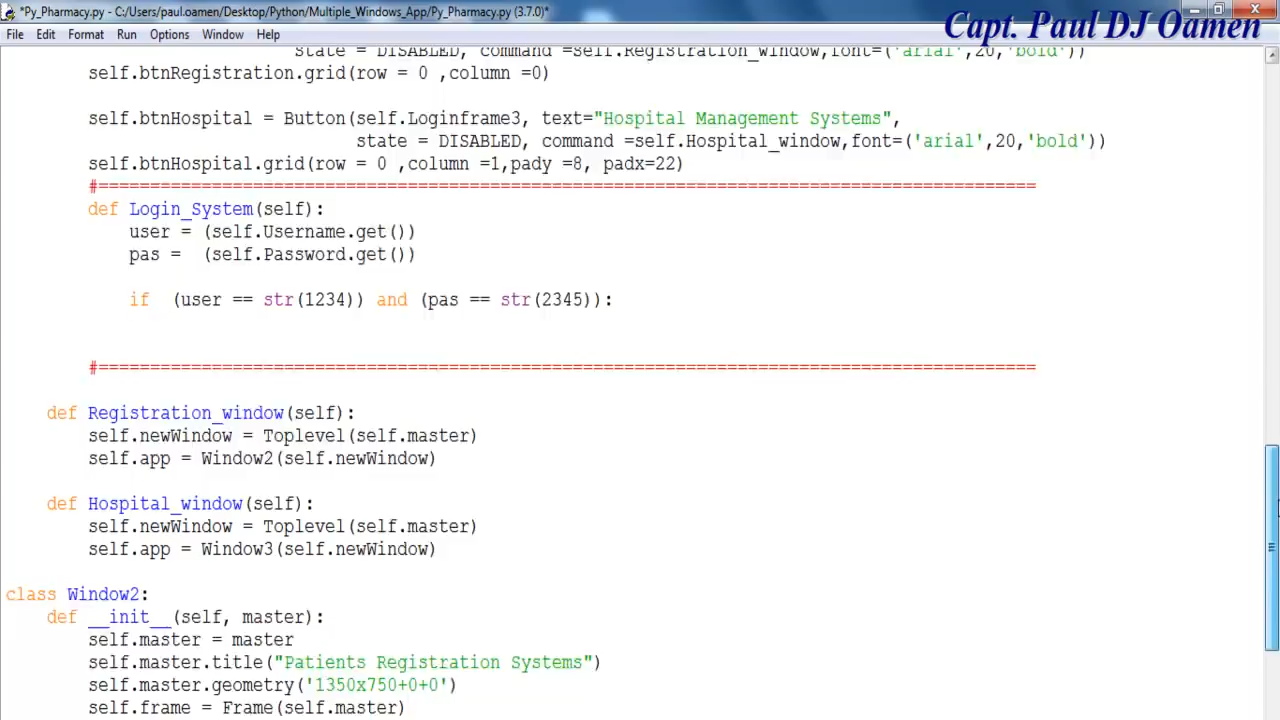 *Py_Pharmacy.py - C:/Users/paul.oamen/Desktop/Python/Multiple_Windows_App/Py_Pharmacy.py (3.7.0)*
Capt. Paul DJ Oamen
File Edit Format Run Options Window Help
state = DISABLED, command =self.Registration_window,font=('arial',20,'bold'))
self.btnRegistration.grid(row = 0 ,column =0)
self.btnHospital = Button(self.Loginframe3, text="Hospital Management Systems",
state = DISABLED, command =self.Hospital_window,font=('arial',20,'bold'))
self.btnHospital.grid(row = 0 ,column =1,pady =8, padx=22)
#===========================================================================================
def Login_System(self):
user = (self.Username.get())
pas =  (self.Password.get())
if  (user == str(1234)) and (pas == str(2345)):
#===========================================================================================
def Registration_window(self):
self.newWindow = Toplevel(self.master)
self.app = Window2(self.newWindow)
def Hospital_window(self):
self.newWindow = Toplevel(self.master)
self.app = Window3(self.newWindow)
class Window2:
def __init__(self, master):
self.master = master
self.master.title("Patients Registration Systems")
self.master.geometry('1350x750+0+0')
self.frame = Frame(self.master)